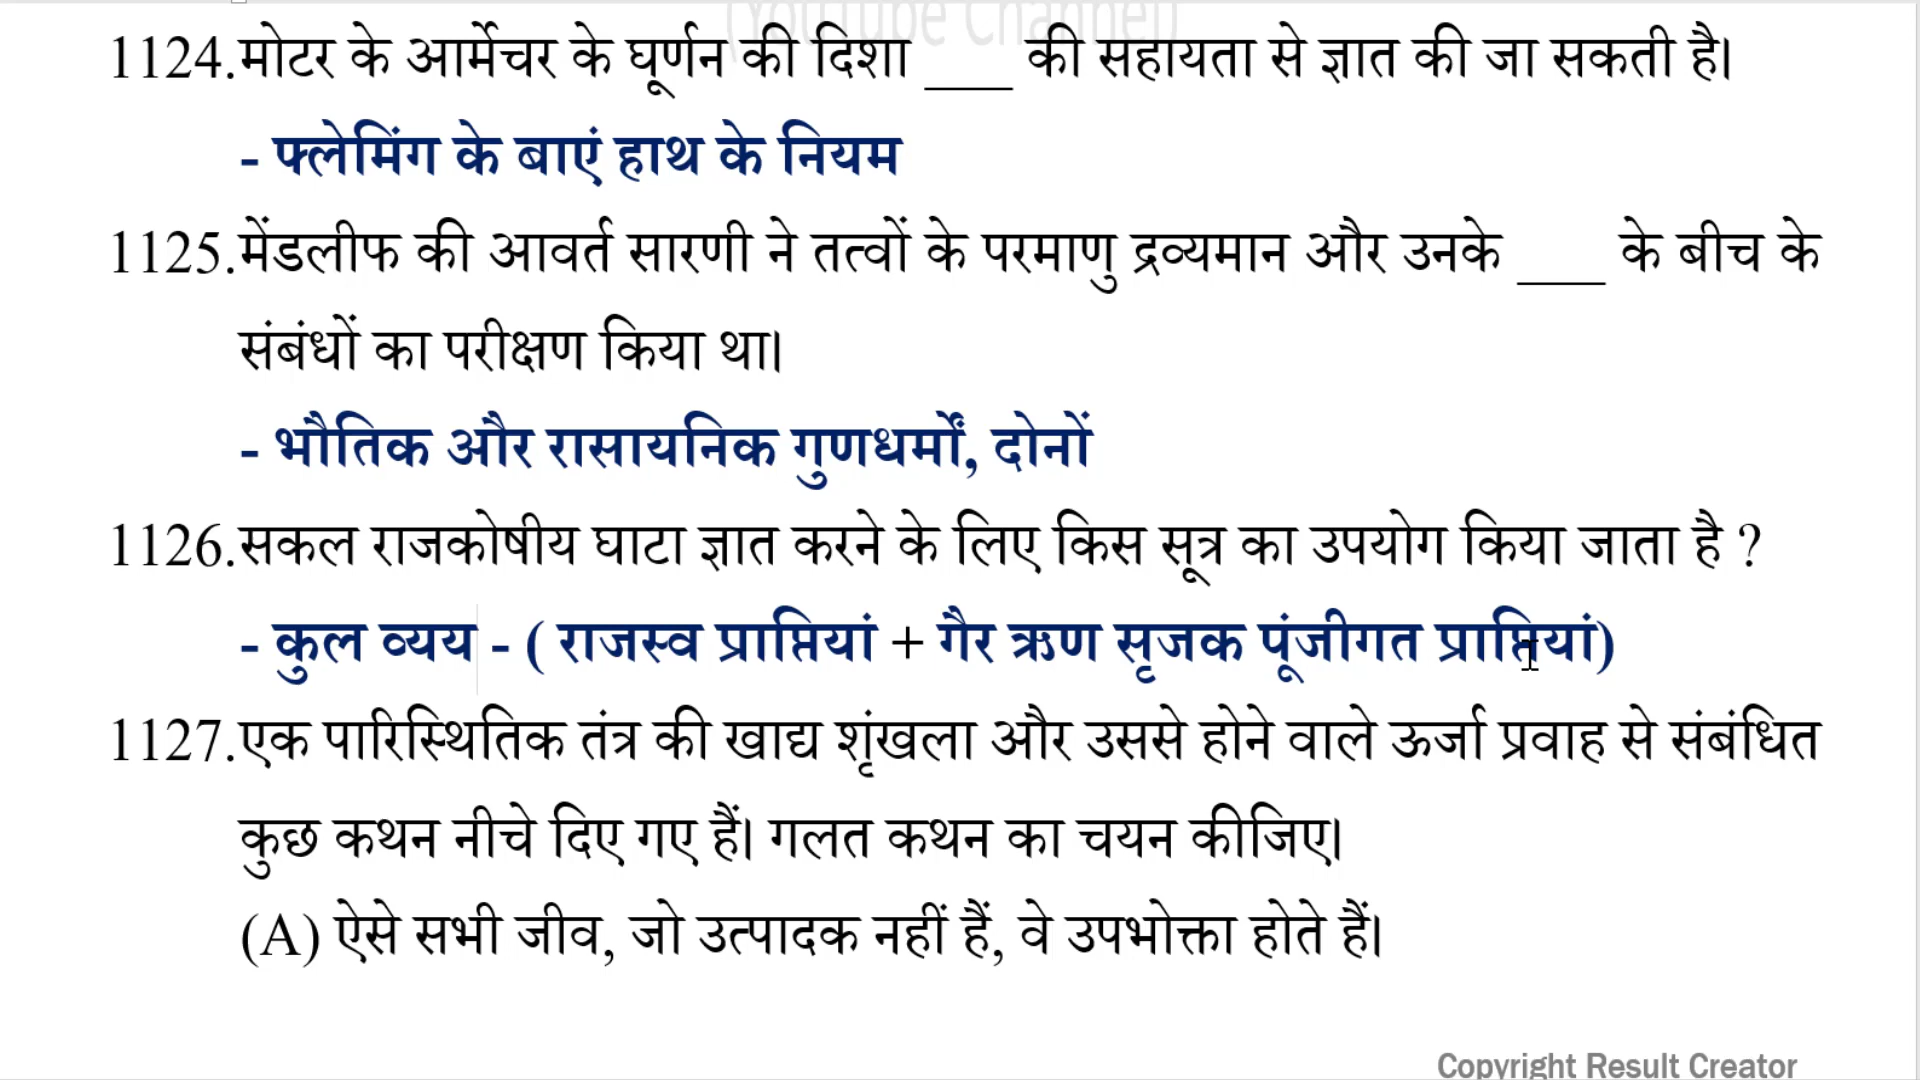 (YouTube Channel)
1124.मोटर के आर्मेचर के घूर्णन की दिशा ___ की सहायता से ज्ञात की जा सकती है।
- फ्लेमिंग के बाएं हाथ के नियम
1125.मेंडलीफ की आवर्त सारणी ने तत्वों के परमाणु द्रव्यमान और उनके ___ के बीच के
संबंधों का परीक्षण किया था।
- भौतिक और रासायनिक गुणधर्मों, दोनों
1126.सकल राजकोषीय घाटा ज्ञात करने के लिए किस सूत्र का उपयोग किया जाता है ?
- कुल व्यय - ( राजस्व प्राप्तियां + गैर ऋण सृजक पूंजीगत प्राप्तियां)
1127.एक पारिस्थितिक तंत्र की खाद्य शृंखला और उससे होने वाले ऊर्जा प्रवाह से संबंधित
कुछ कथन नीचे दिए गए हैं। गलत कथन का चयन कीजिए।
(A) ऐसे सभी जीव, जो उत्पादक नहीं हैं, वे उपभोक्ता होते हैं।
Copyright Result Creator